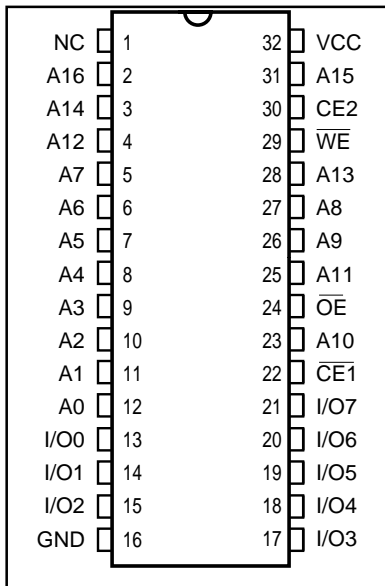 NC 1 32 VCC
A16 2 31 A15
A14 3 30 CE2
A12 4 29 W̅E̅
A7 5 28 A13
A6 6 27 A8
A5 7 26 A9
A4 8 25 A11
A3 9 24 O̅E̅
A2 10 23 A10
A1 11 22 C̅E̅1̅
A0 12 21 I/O7
I/O0 13 20 I/O6
I/O1 14 19 I/O5
I/O2 15 18 I/O4
GND 16 17 I/O3